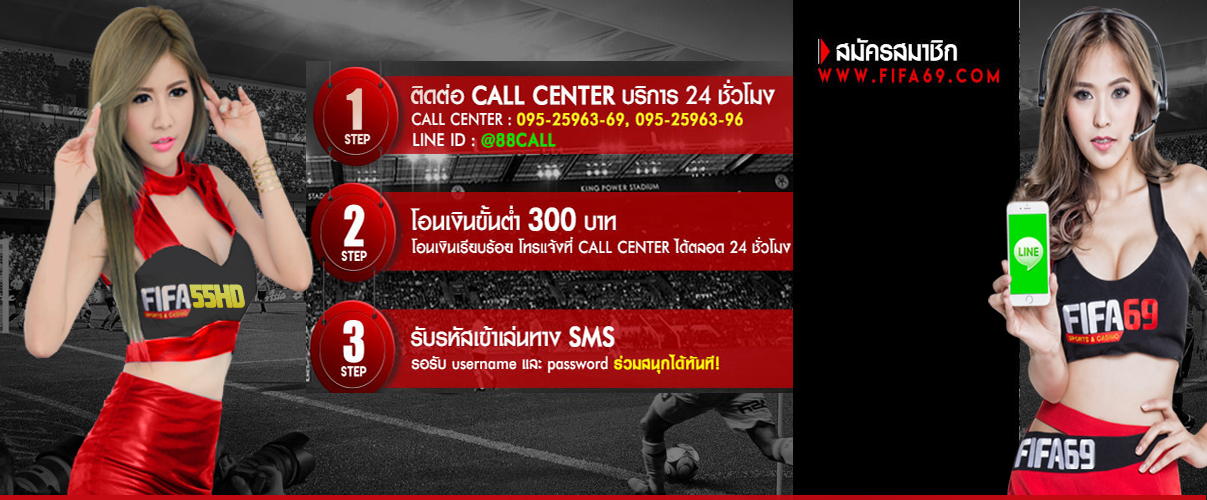 1
STEP
ติดต่อ CALL CENTER บริการ 24 ชั่วโมง
CALL CENTER : 095-25963-69, 095-25963-96
LINE ID : @88CALL
KING POWER STADIUM
2
STEP
โอนเงินขั้นต่ำ 300 บาท
โอนเงินเรียบร้อย โทรแจ้งที่ CALL CENTER ได้ตลอด 24 ชั่วโมง
3
STEP
รับรหัสเข้าเล่นทาง SMS
รอรับ username และ password ร่วมสนุกได้ทันที!
FIFA55HD
SPORTS & CASINO
สมัครสมาชิก
WWW.FIFA69.COM
LINE
FIFA69
SPORTS & CASINO
FIFA69